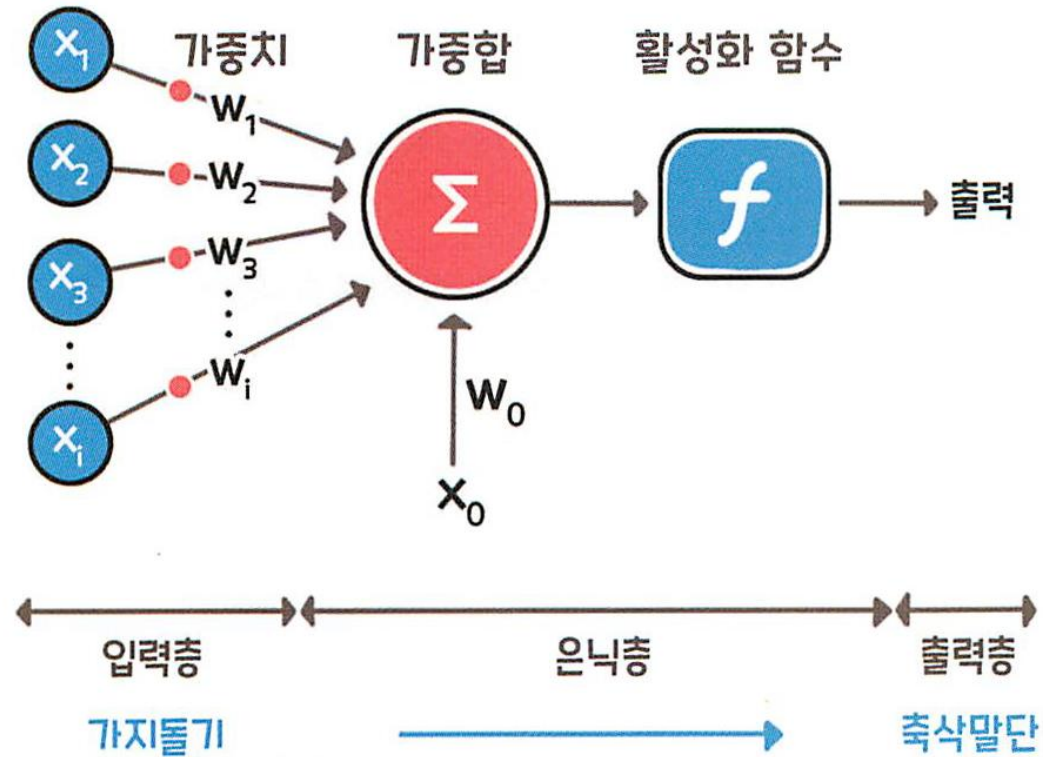 가중치 가중합 활성화 함수
x₁ w₁
x₂ w₂ Σ f 출력
x₃ w₃
xᵢ wᵢ
w₀
x₀
입력층 은닉층 출력층
가지돌기 축삭말단